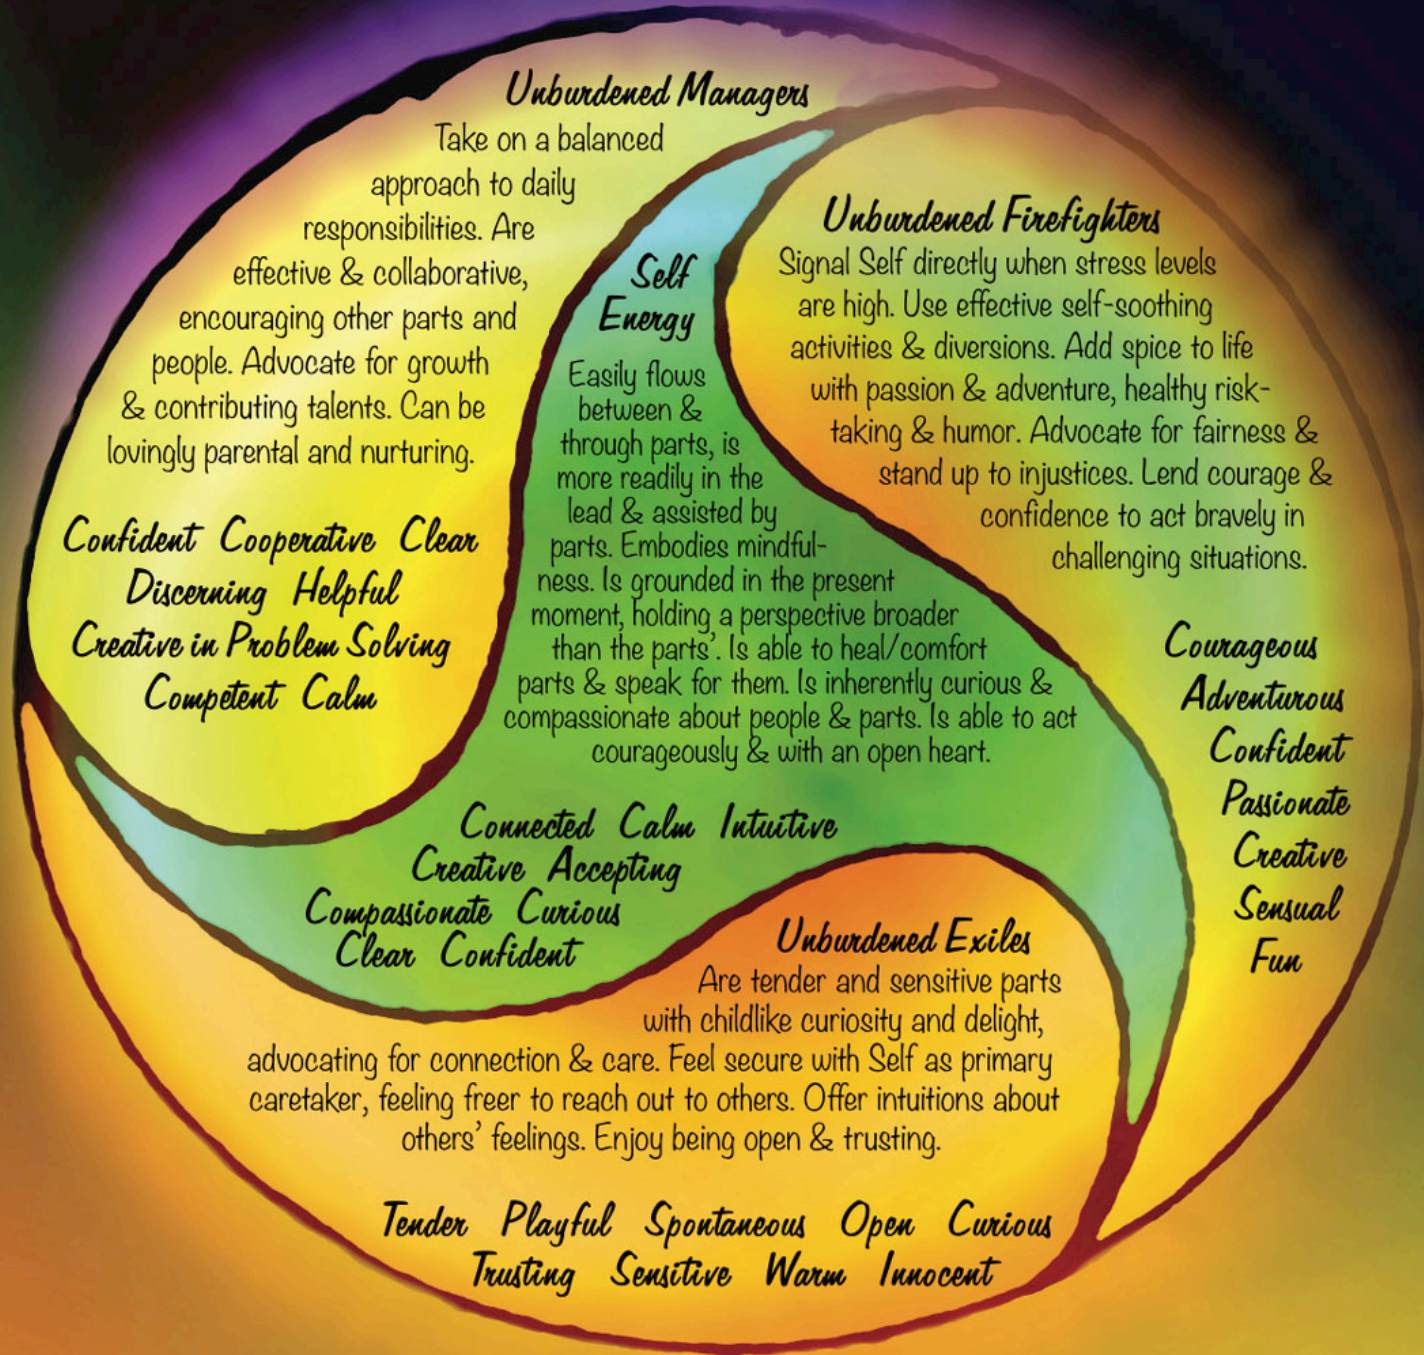 Unburdened Managers
Take on a balanced
approach to daily
responsibilities. Are
effective & collaborative,
encouraging other parts and
people. Advocate for growth
& contributing talents. Can be
lovingly parental and nurturing.
Confident Cooperative Clear
Discerning Helpful
Creative in Problem Solving
Competent Calm
Self
Energy
Easily flows
between &
through parts, is
more readily in the
lead & assisted by
parts. Embodies mindful-
ness. Is grounded in the present
moment, holding a perspective broader
than the parts'. Is able to heal/comfort
parts & speak for them. Is inherently curious &
compassionate about people & parts. Is able to act
courageously & with an open heart.
Connected Calm Intuitive
Creative Accepting
Compassionate Curious
Clear Confident
Unburdened Firefighters
Signal Self directly when stress levels
are high. Use effective self-soothing
activities & diversions. Add spice to life
with passion & adventure, healthy risk-
taking & humor. Advocate for fairness &
stand up to injustices. Lend courage &
confidence to act bravely in
challenging situations.
Courageous
Adventurous
Confident
Passionate
Creative
Sensual
Fun
Unburdened Exiles
Are tender and sensitive parts
with childlike curiosity and delight,
advocating for connection & care. Feel secure with Self as primary
caretaker, feeling freer to reach out to others. Offer intuitions about
others' feelings. Enjoy being open & trusting.
Tender Playful Spontaneous Open Curious
Trusting Sensitive Warm Innocent